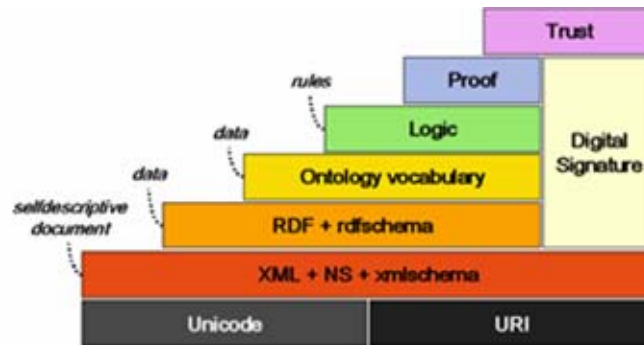 Trust
Proof
rules
Logic
Digital
Signature
data
Ontology vocabulary
data
RDF + rdfschema
selfdescriptive
document
XML + NS + xmlschema
Unicode
URI